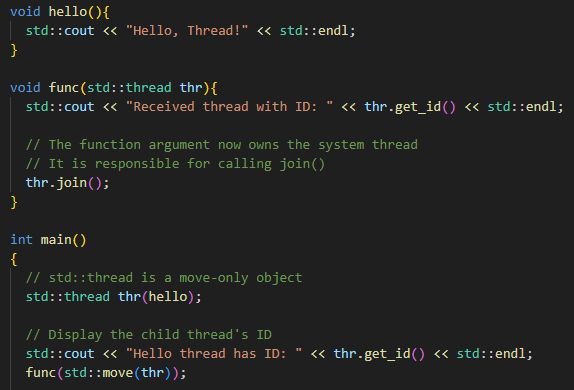 void hello(){
  std::cout << "Hello, Thread!" << std::endl;
}

void func(std::thread thr){
  std::cout << "Received thread with ID: " << thr.get_id() << std::endl;

  // The function argument now owns the system thread
  // It is responsible for calling join()
  thr.join();
}

int main()
{
  // std::thread is a move-only object
  std::thread thr(hello);

  // Display the child thread's ID
  std::cout << "Hello thread has ID: " << thr.get_id() << std::endl;
  func(std::move(thr));